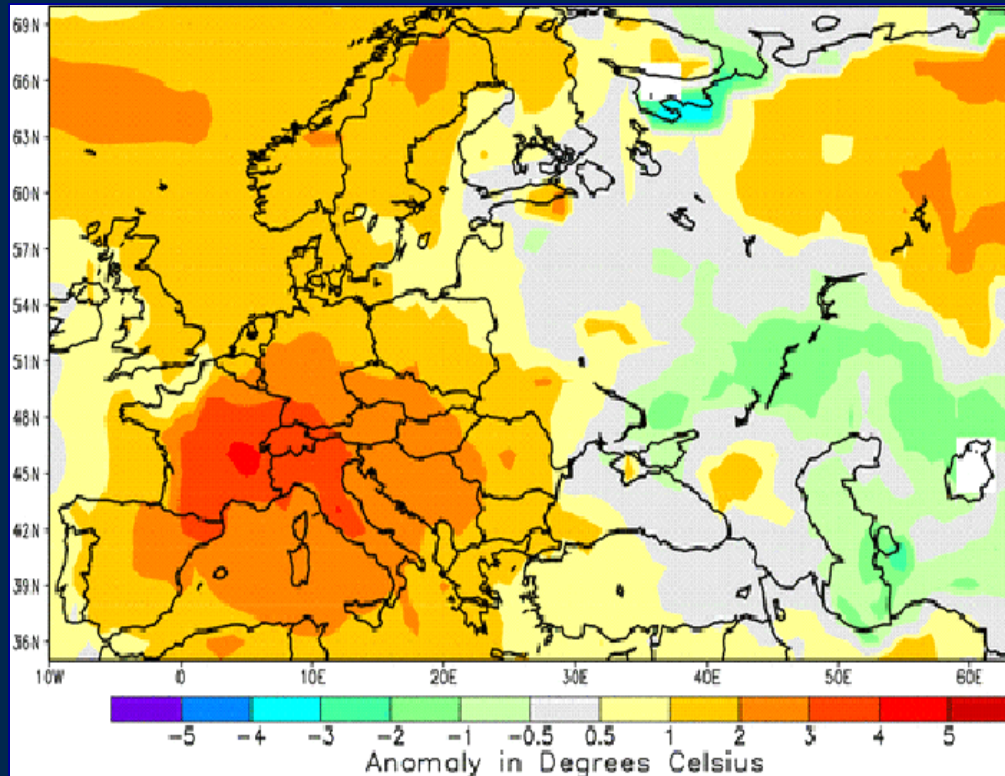 69N
66N
63N
60N
57N
54N
51N
48N
45N
42N
39N
36N
10W 0 10E 20E 30E 40E 50E 60E
-5 -4 -3 -2 -1 -0.5 0.5 1 2 3 4 5
Anomaly in Degrees Celsius